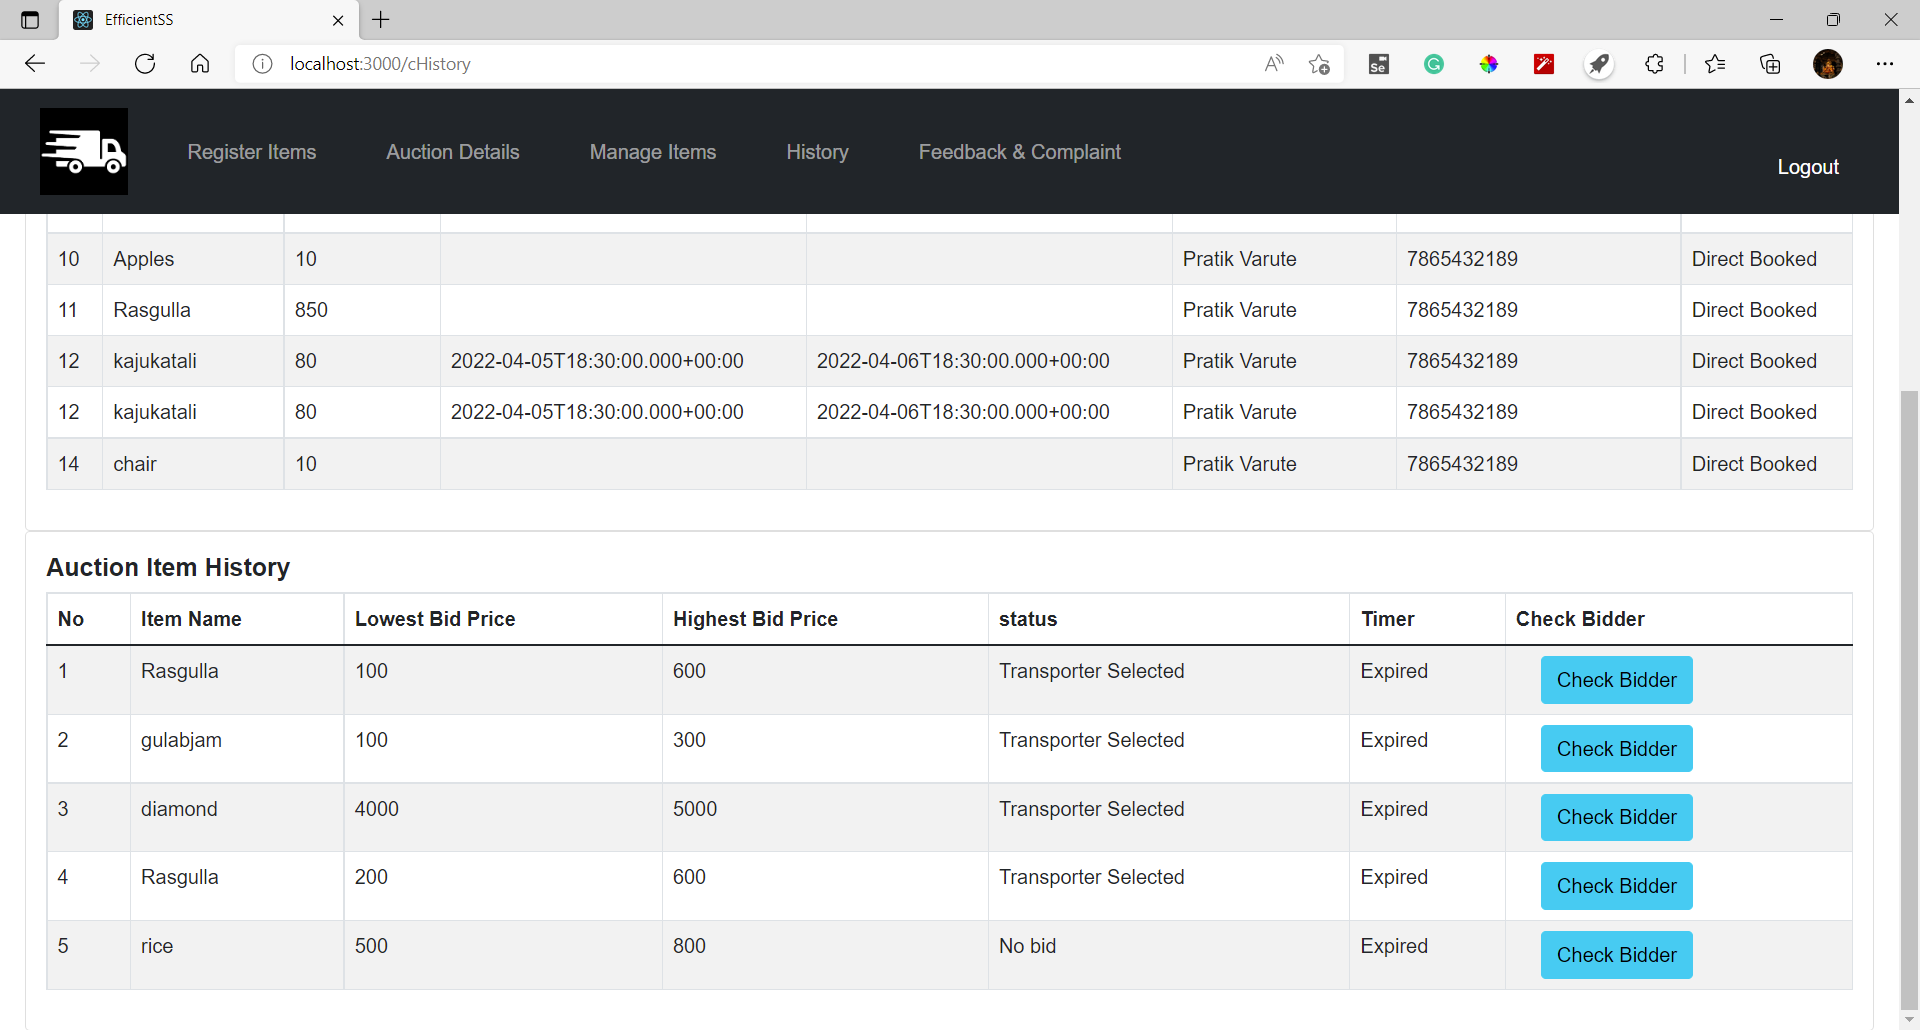 EfficientSS
localhost:3000/cHistory
Register Items Auction Details Manage Items History Feedback & Complaint
Logout
10 Apples 10 Pratik Varute 7865432189 Direct Booked
11 Rasgulla 850 Pratik Varute 7865432189 Direct Booked
12 kajukatali 80 2022-04-05T18:30:00.000+00:00 2022-04-06T18:30:00.000+00:00 Pratik Varute 7865432189 Direct Booked
12 kajukatali 80 2022-04-05T18:30:00.000+00:00 2022-04-06T18:30:00.000+00:00 Pratik Varute 7865432189 Direct Booked
14 chair 10 Pratik Varute 7865432189 Direct Booked
Auction Item History
No Item Name Lowest Bid Price Highest Bid Price status Timer Check Bidder
1 Rasgulla 100 600 Transporter Selected Expired Check Bidder
2 gulabjam 100 300 Transporter Selected Expired Check Bidder
3 diamond 4000 5000 Transporter Selected Expired Check Bidder
4 Rasgulla 200 600 Transporter Selected Expired Check Bidder
5 rice 500 800 No bid Expired Check Bidder